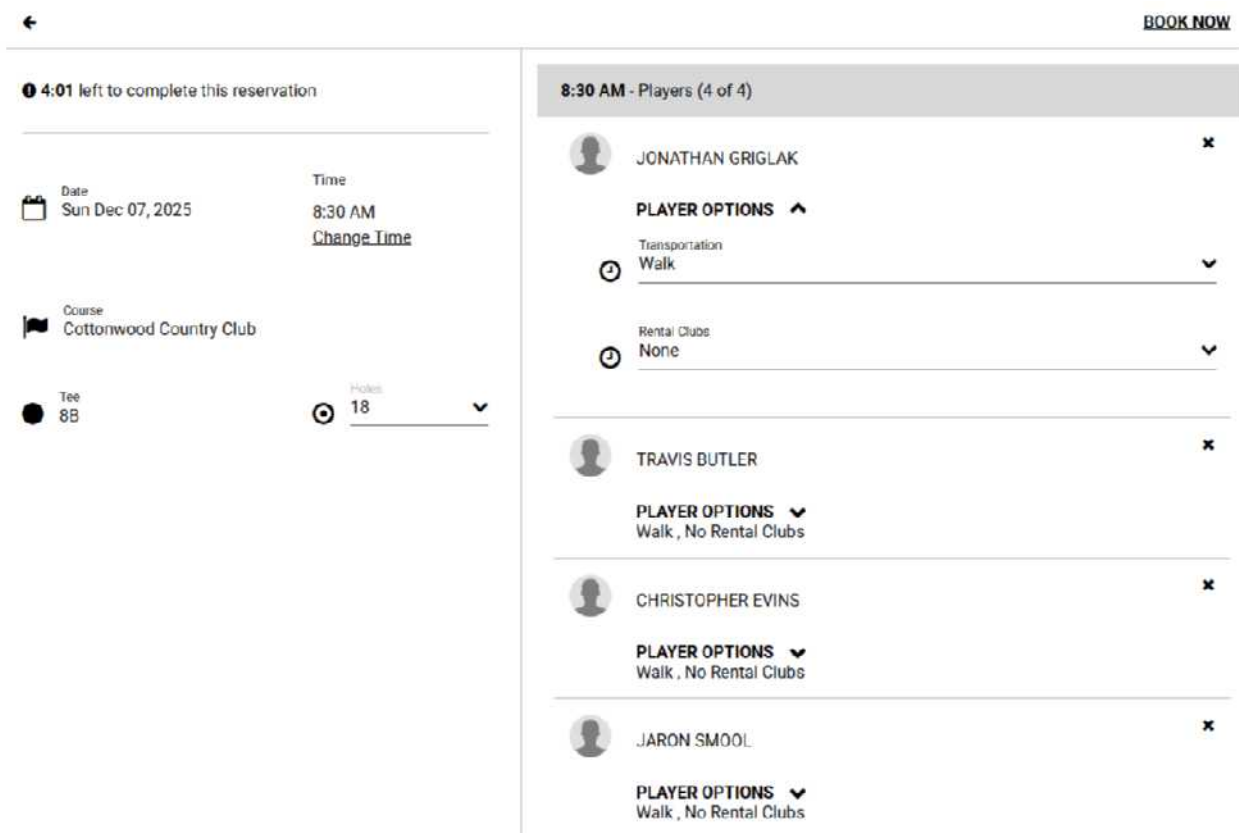 BOOK NOW
4:01 left to complete this reservation
Date
Sun Dec 07, 2025
Time
8:30 AM
Change Time
Course
Cottonwood Country Club
Tee
8B
Holes
18
8:30 AM - Players (4 of 4)
JONATHAN GRIGLAK
PLAYER OPTIONS
Transportation
Walk
Rental Clubs
None
TRAVIS BUTLER
PLAYER OPTIONS
Walk , No Rental Clubs
CHRISTOPHER EVINS
PLAYER OPTIONS
Walk , No Rental Clubs
JARON SMOOL
PLAYER OPTIONS
Walk , No Rental Clubs